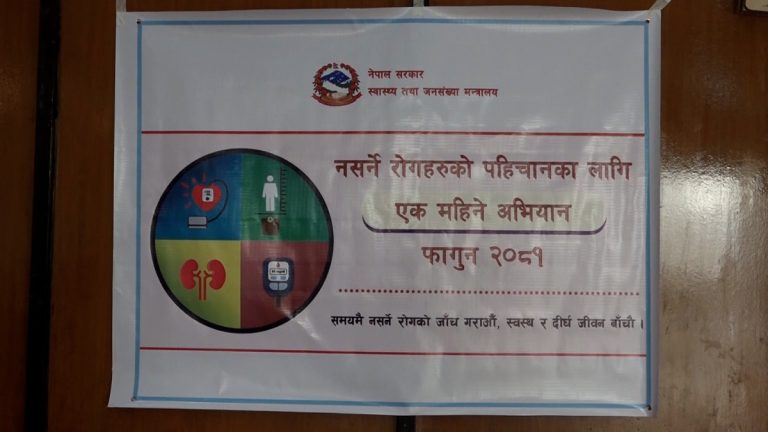 नेपाल सरकार
स्वास्थ्य तथा जनसंख्या मन्त्रालय
नसर्ने रोगहरुको पहिचानका लागि
एक महिने अभियान
फागुन २०८१
समयमै नसर्ने रोगको जाँच गराऔं, स्वस्थ र दीर्घ जीवन बाँचौं ।